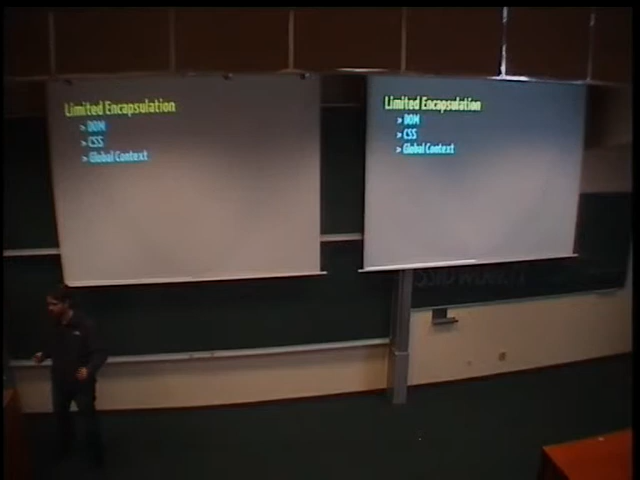 Limited Encapsulation
> DOM
> CSS
> Global Context
Limited Encapsulation
> DOM
> CSS
> Global Context